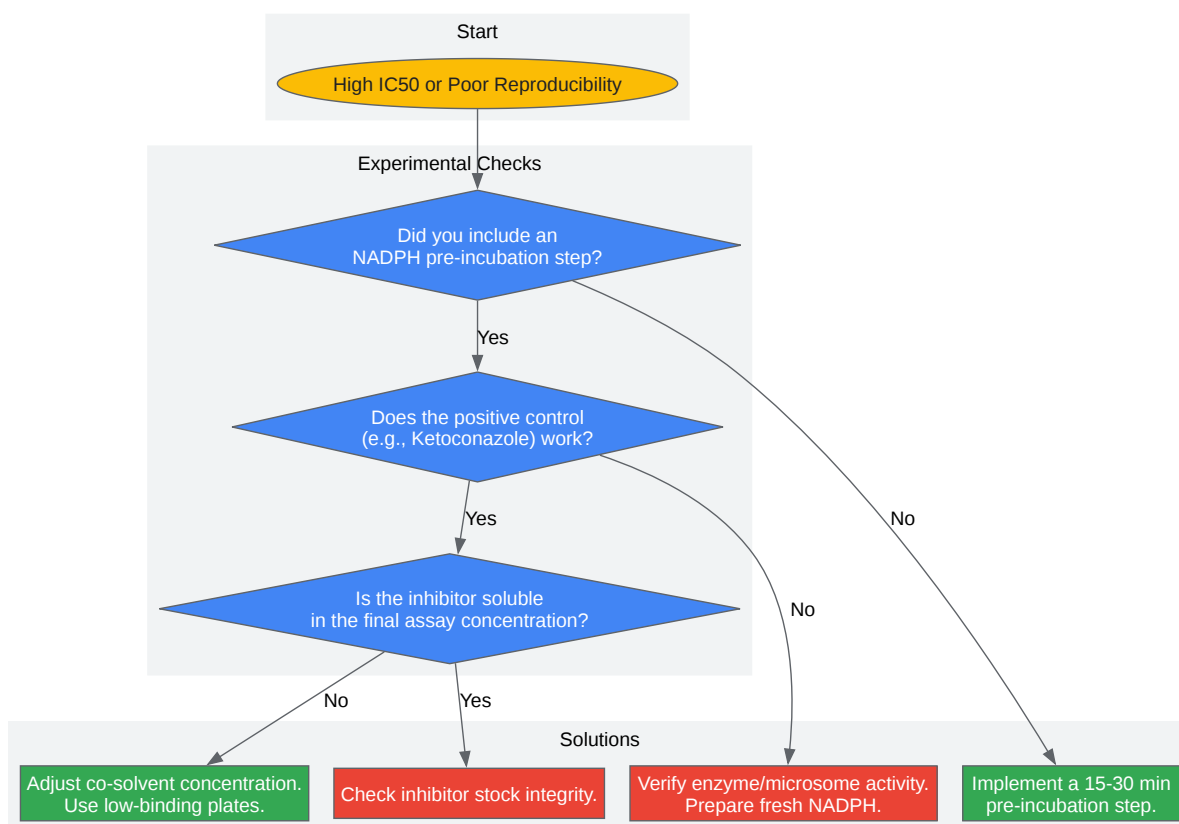 Start
High IC50 or Poor Reproducibility
Experimental Checks
Did you include an
NADPH pre-incubation step?
Yes
Does the positive control
(e.g., Ketoconazole) work?
No
Yes
Is the inhibitor soluble
in the final assay concentration?
No
No
Yes
Solutions
Adjust co-solvent concentration.
Use low-binding plates.
Check inhibitor stock integrity.
Verify enzyme/microsome activity.
Prepare fresh NADPH.
Implement a 15-30 min
pre-incubation step.